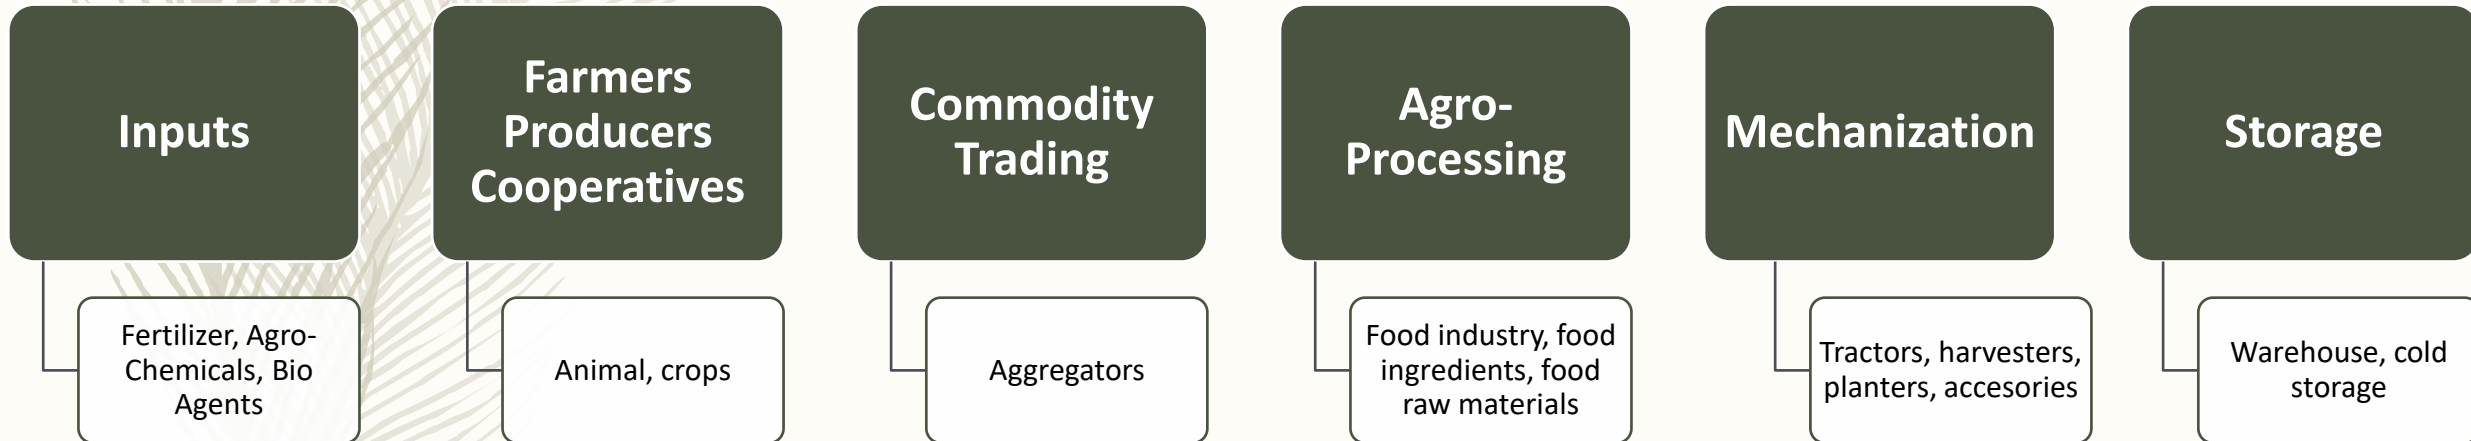 Inputs
Fertilizer, Agro-
Chemicals, Bio
Agents
Farmers
Producers
Cooperatives
Animal, crops
Commodity
Trading
Aggregators
Agro-
Processing
Food industry, food
ingredients, food
raw materials
Mechanization
Tractors, harvesters,
planters, accesories
Storage
Warehouse, cold
storage